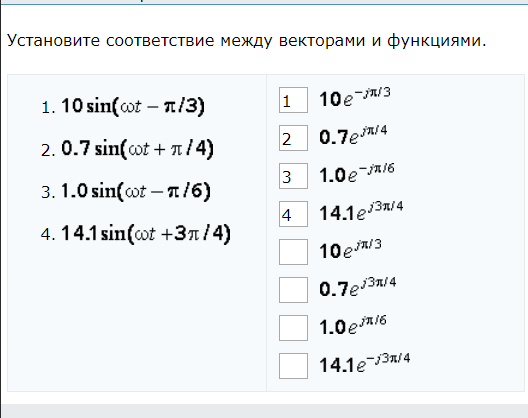 Установите соответствие между векторами и функциями.
1. 10 sin(ωt − π/3)
2. 0.7 sin(ωt + π/4)
3. 1.0 sin(ωt − π/6)
4. 14.1 sin(ωt +3π/4)
1 10e^{−jπ/3}
2 0.7e^{jπ/4}
3 1.0e^{−jπ/6}
4 14.1e^{j3π/4}
10e^{jπ/3}
0.7e^{j3π/4}
1.0e^{jπ/6}
14.1e^{−j3π/4}